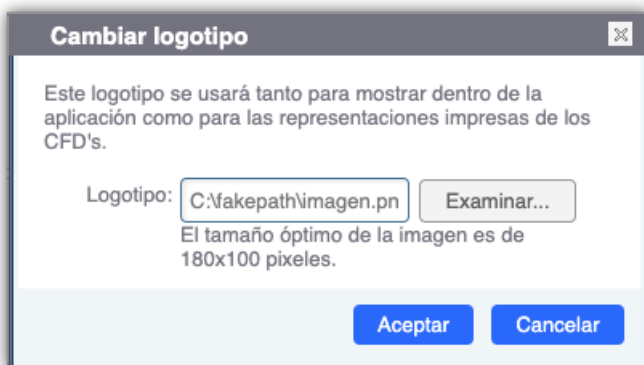 Cambiar logotipo
Este logotipo se usará tanto para mostrar dentro de la
aplicación como para las representaciones impresas de los
CFD's.
Logotipo: C:\fakepath\imagen.pn Examinar...
El tamaño óptimo de la imagen es de
180x100 pixeles.
Aceptar Cancelar